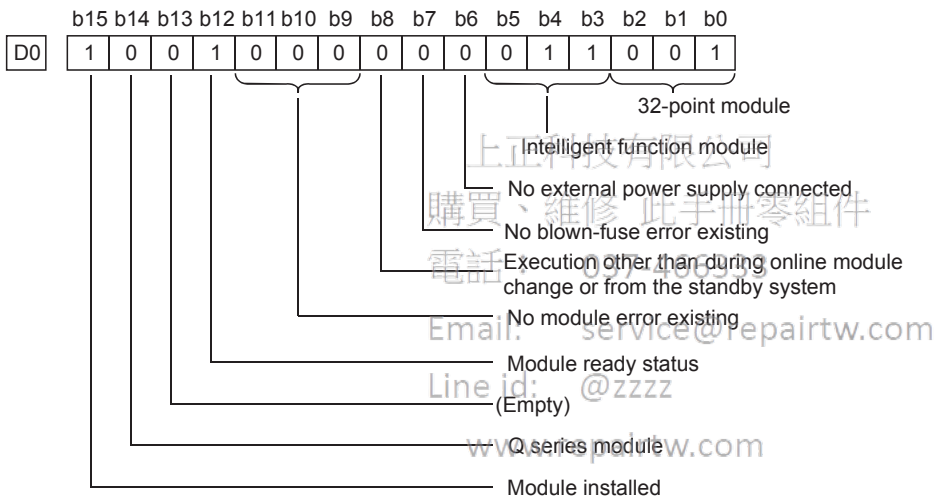 b15 b14 b13 b12 b11 b10 b9 b8 b7 b6 b5 b4 b3 b2 b1 b0
D0 1 0 0 1 0 0 0 0 0 0 0 1 1 0 0 1
32-point module
上正科技有限公司
Intelligent function module
No external power supply connected
購買、維修 此手冊零組件
No blown-fuse error existing
電話: 037-466333
Execution other than during online module
change or from the standby system
No module error existing
Email: service@repairtw.com
Module ready status
Line id: @zzzz
(Empty)
Q series module
www.repairtw.com
Module installed